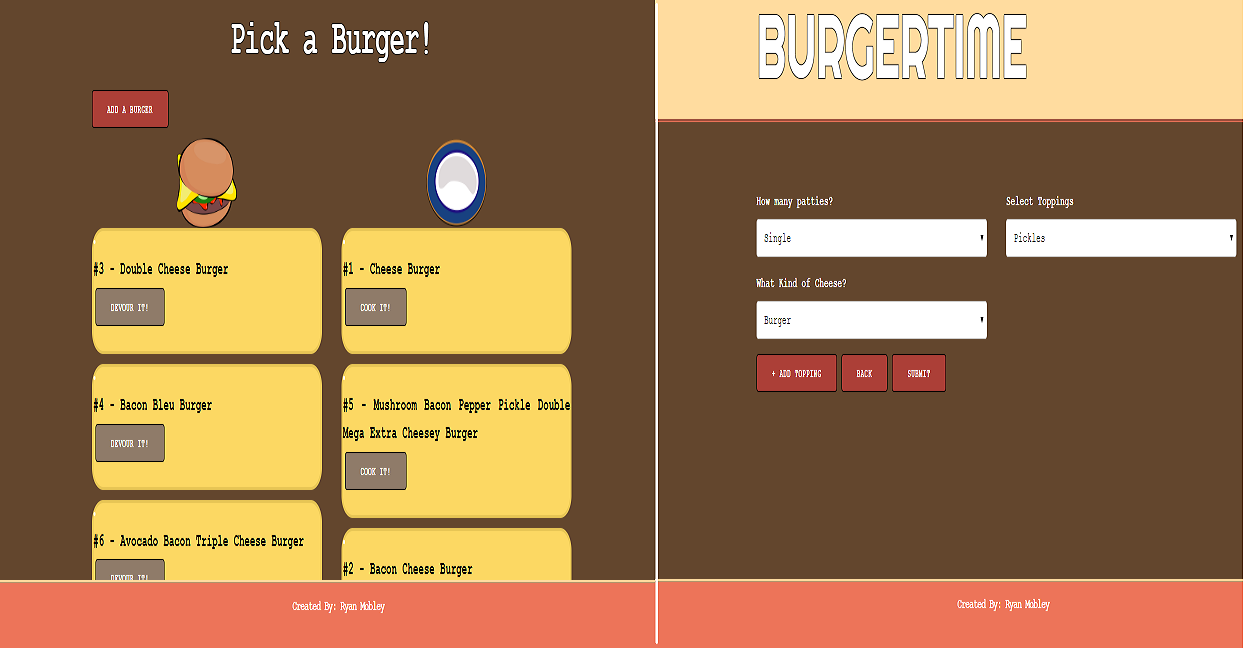 Pick a Burger!
ADD A BURGER
#3 - Double Cheese Burger
DEVOUR IT!
#4 - Bacon Bleu Burger
DEVOUR IT!
#6 - Avocado Bacon Triple Cheese Burger
DEVOUR IT!
#1 - Cheese Burger
COOK IT!
#5 - Mushroom Bacon Pepper Pickle Double
Mega Extra Cheesey Burger
COOK IT!
#2 - Bacon Cheese Burger
Created By: Ryan Mobley
BURGERTIME
How many patties?
Single
Select Toppings
Pickles
What Kind of Cheese?
Burger
+ ADD TOPPING
BACK
SUBMIT
Created By: Ryan Mobley